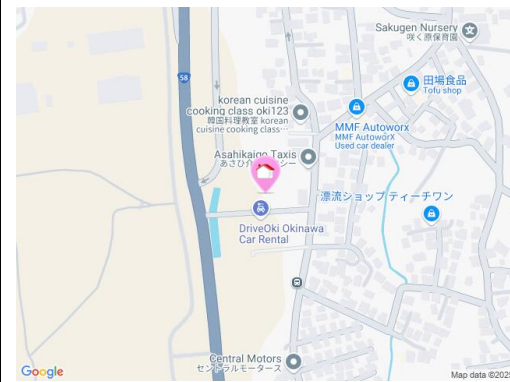 Sakugen Nursery
咲く原保育園
58
田場食品
Tofu shop
korean cuisine
cooking class oki123
韓国料理教室 korean
cuisine cooking class…
MMF Autoworx
MMF AutoworX
Used car dealer
Asahikaigo Taxis
漂流ショップ ティーチワン
DriveOki Okinawa
Car Rental
Central Motors
セントラルモータース
Google
Map data ©2025